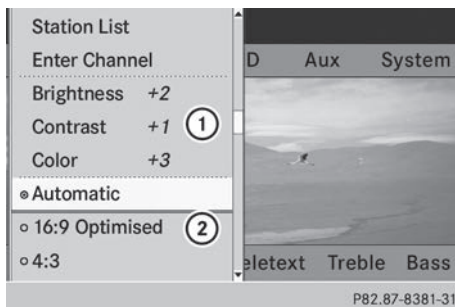 Station List
Enter Channel
D Aux System
Brightness +2
Contrast +1
1
Color +3
Automatic
16:9 Optimised
2
4:3
eletext Treble Bass
P82.87-8381-31